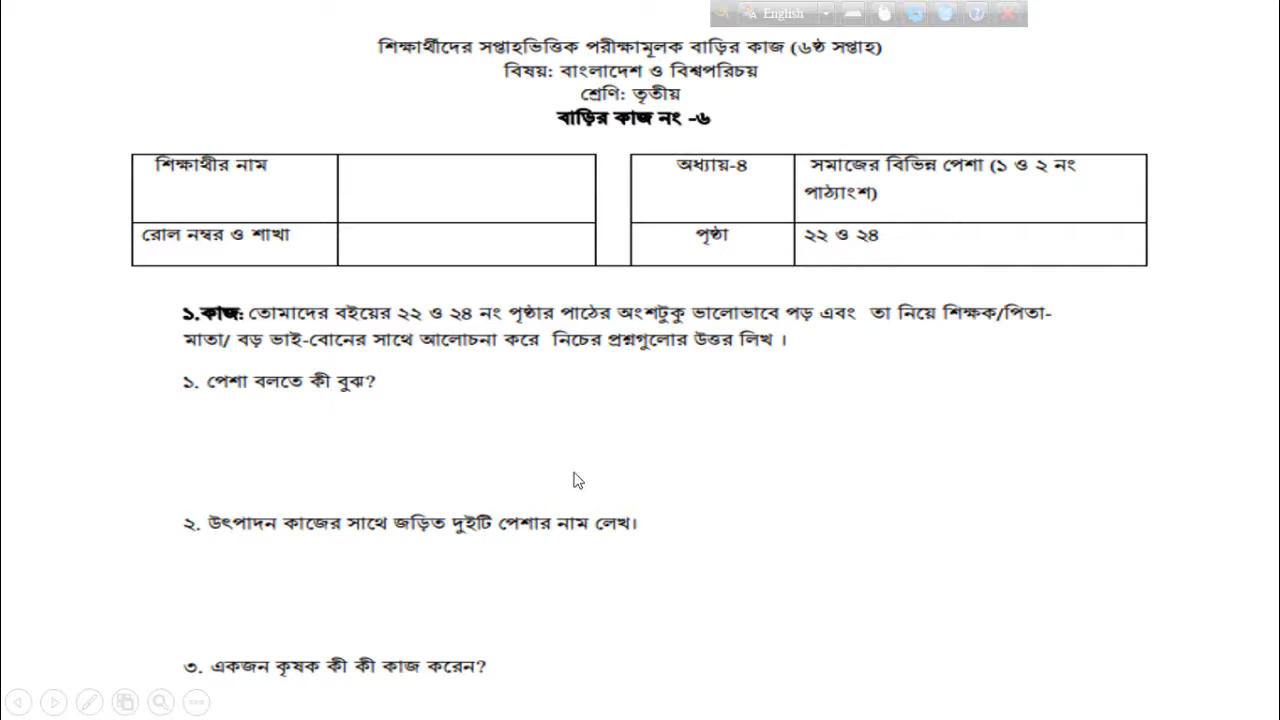 English
শিক্ষার্থীদের সপ্তাহভিত্তিক পরীক্ষামূলক বাড়ির কাজ (৬ষ্ঠ সপ্তাহ)
বিষয়: বাংলাদেশ ও বিশ্বপরিচয়
শ্রেণি: তৃতীয়
বাড়ির কাজ নং -৬
শিক্ষাথীর নাম
অধ্যায়-৪
সমাজের বিভিন্ন পেশা (১ ও ২ নং
পাঠ্যাংশ)
রোল নম্বর ও শাখা
পৃষ্ঠা
২২ ও ২৪
১.কাজ: তোমাদের বইয়ের ২২ ও ২৪ নং পৃষ্ঠার পাঠের অংশটুকু ভালোভাবে পড় এবং তা নিয়ে শিক্ষক/পিতা-
মাতা/ বড় ভাই-বোনের সাথে আলোচনা করে নিচের প্রশ্নগুলোর উত্তর লিখ ।
১. পেশা বলতে কী বুঝ?
২. উৎপাদন কাজের সাথে জড়িত দুইটি পেশার নাম লেখ।
৩. একজন কৃষক কী কী কাজ করেন?